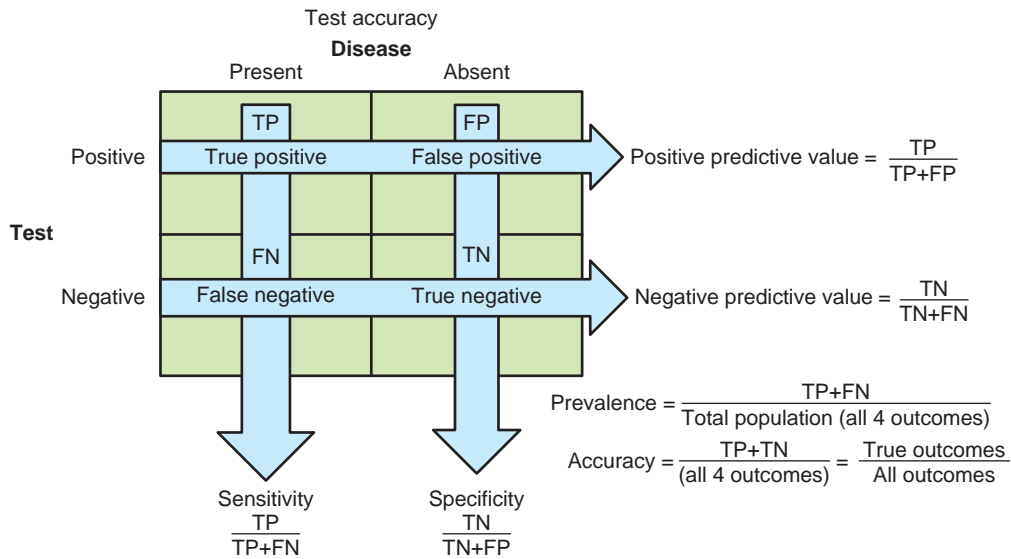 Test accuracy
Disease
Present Absent
TP FP
Positive True positive False positive Positive predictive value = TP
TP+FP
Test
FN TN
Negative False negative True negative Negative predictive value = TN
TN+FN
Prevalence = TP+FN
Total population (all 4 outcomes)
Accuracy = TP+TN = True outcomes
(all 4 outcomes) All outcomes
Sensitivity Specificity
TP TN
TP+FN TN+FP